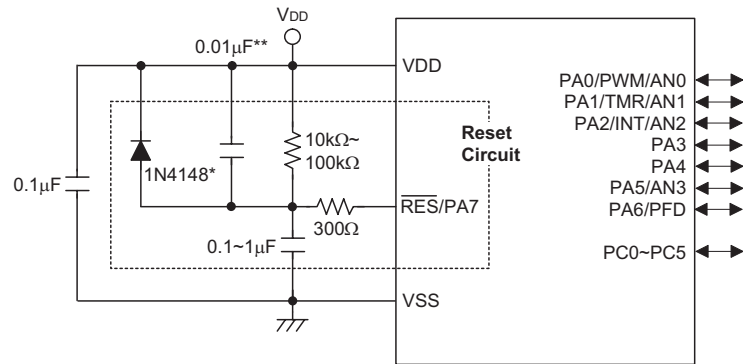 VDD
0.01μF**
VDD
PA0/PWM/AN0
PA1/TMR/AN1
PA2/INT/AN2
PA3
PA4
PA5/AN3
PA6/PFD
PC0~PC5
Reset
Circuit
10kΩ~
100kΩ
1N4148*
0.1μF
RES/PA7
300Ω
0.1~1μF
VSS